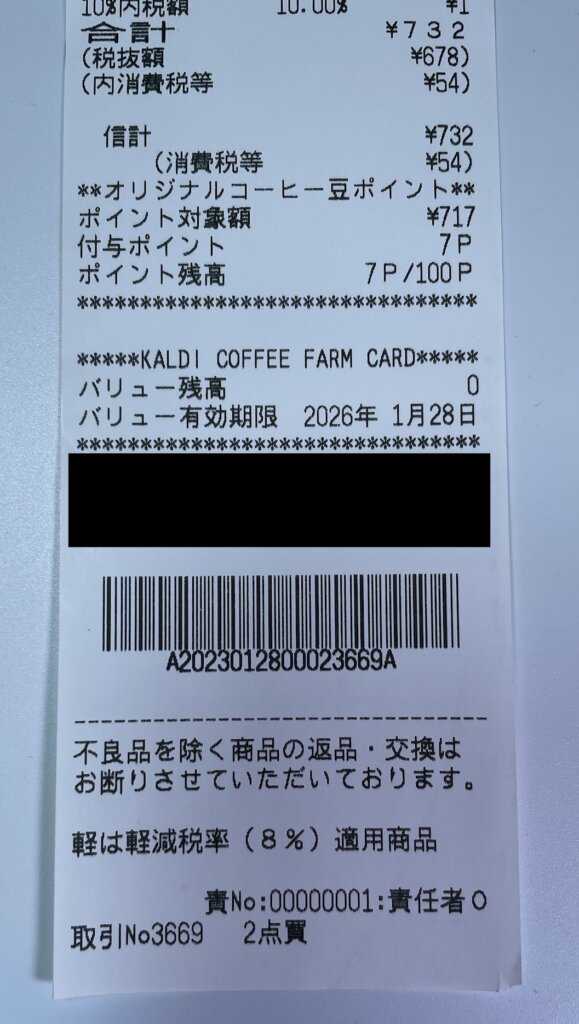 10%内税額 10.00% ¥1
合計 ¥732
(税抜額 ¥678)
(内消費税等 ¥54)
信計 ¥732
(消費税等 ¥54)
**オリジナルコーヒー豆ポイント**
ポイント対象額 ¥717
付与ポイント 7P
ポイント残高 7P/100P
********************************
*****KALDI COFFEE FARM CARD*****
バリュー残高 0
バリュー有効期限 2026年 1月28日
********************************
A2023012800023669A
--------------------------------
不良品を除く商品の返品・交換は
お断りさせていただいております。
軽は軽減税率(8%)適用商品
責No:00000001:責任者0
取引No3669 2点買